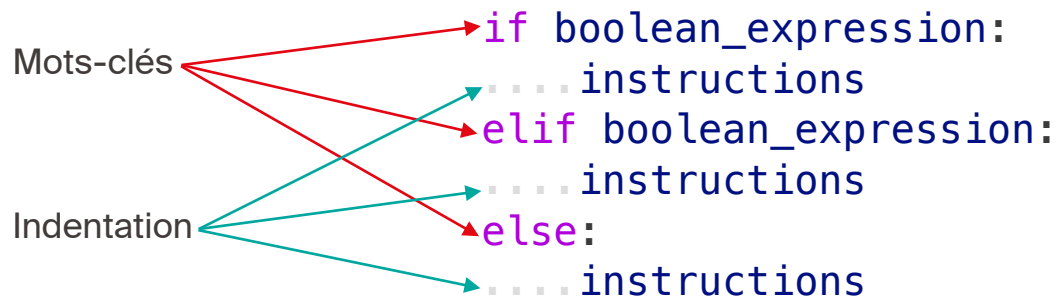 Mots-clés
Indentation
if boolean_expression:
....instructions
elif boolean_expression:
....instructions
else:
....instructions